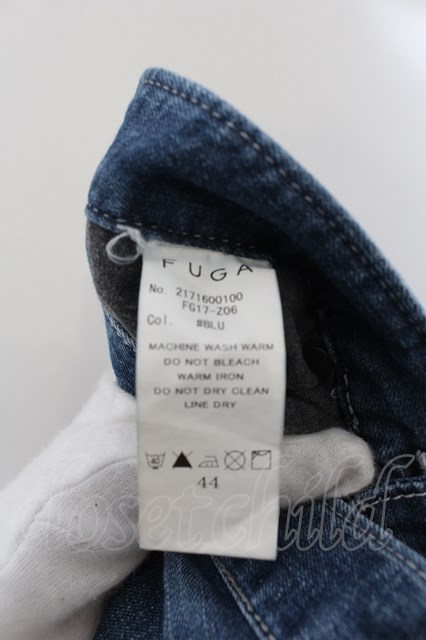 FUGA
No. 2171600100
FG17-Z06
Col. #BLU
MACHINE WASH WARM
DO NOT BLEACH
WARM IRON
DO NOT DRY CLEAN
LINE DRY
44
closetchild